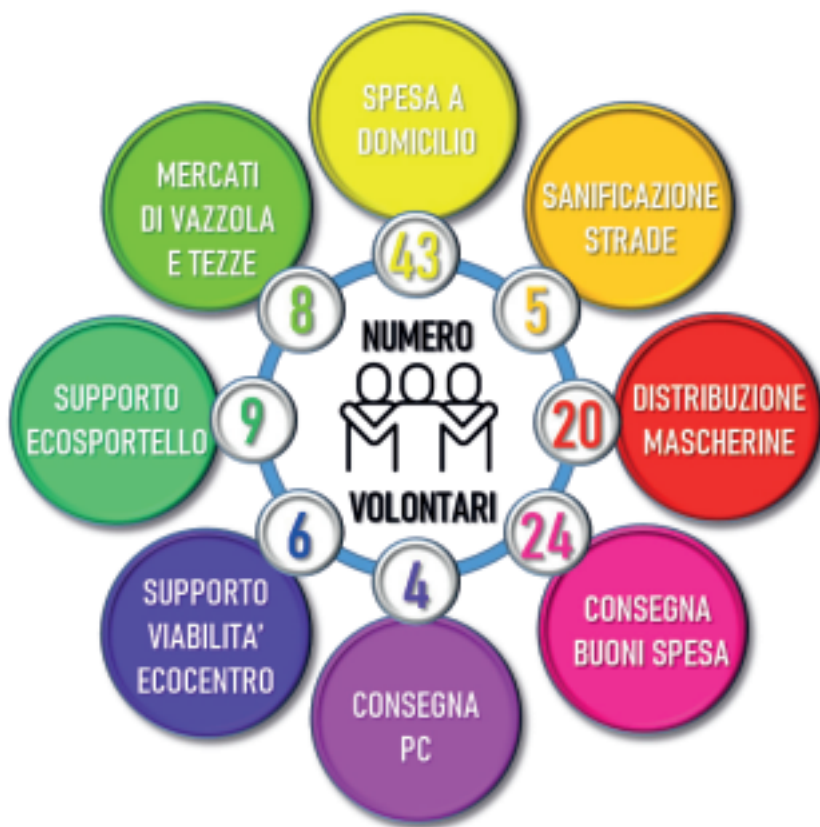 SPESA A
DOMICILIO
43
SANIFICAZIONE
STRADE
5
DISTRIBUZIONE
MASCHERINE
20
CONSEGNA
BUONI SPESA
24
CONSEGNA
PC
4
SUPPORTO
VIABILITA'
ECOCENTRO
6
SUPPORTO
ECOSPORTELLO
9
MERCATI
DI VAZZOLA
E TEZZE
8
NUMERO
VOLONTARI